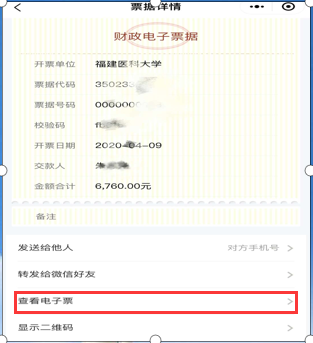 票据详情
财政电子票据
开票单位 福建医科大学
票据代码 35023
票据号码 0000000
校验码
开票日期 2020-04-09
交款人
金额合计 6,760.00元
备注
发送给他人 对方手机号 >
转发给微信好友 >
查看电子票 >
显示二维码 >